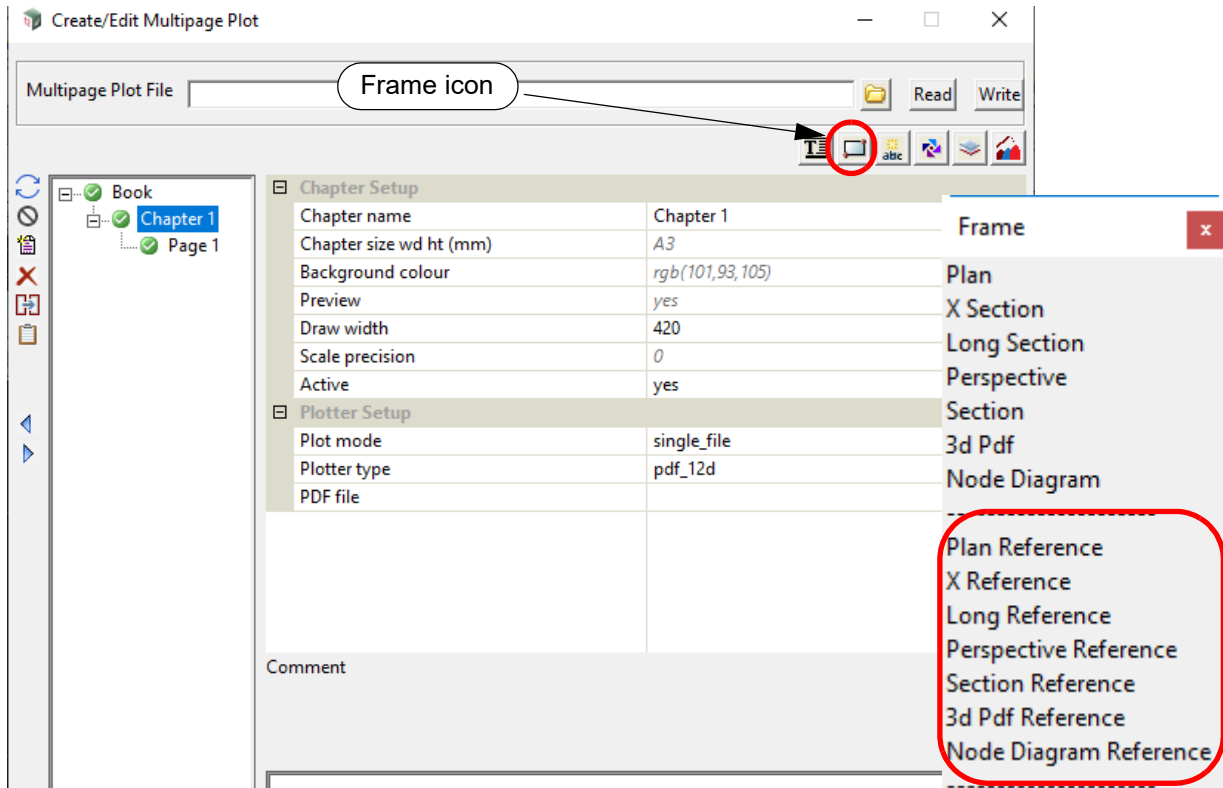 Create/Edit Multipage Plot
Multipage Plot File
Frame icon
Read
Write
T
abc
Book
Chapter 1
Page 1
Chapter Setup
Chapter name Chapter 1
Chapter size wd ht (mm) A3
Background colour rgb(101,93,105)
Preview yes
Draw width 420
Scale precision 0
Active yes
Plotter Setup
Plot mode single_file
Plotter type pdf_12d
PDF file
Comment
Frame x
Plan
X Section
Long Section
Perspective
Section
3d Pdf
Node Diagram
----------------------
Plan Reference
X Reference
Long Reference
Perspective Reference
Section Reference
3d Pdf Reference
Node Diagram Reference
----------------------